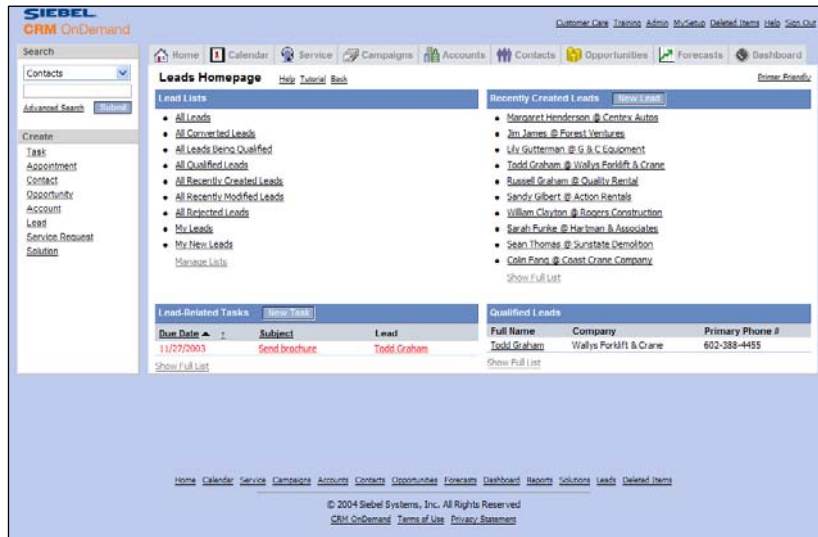 SIEBEL
CRM OnDemand
Customer Care Training Admin MySetup Deleted Items Help Sign Out
Search
Contacts
Advanced Search Submit
Create
Task
Appointment
Contact
Opportunity
Account
Lead
Service Request
Solution
Home Calendar Service Campaigns Accounts Contacts Opportunities Forecasts Dashboard
Leads Homepage Help Tutorial Printer Friendly
Lead Lists
All Leads
All Converted Leads
All Leads Being Qualified
All Qualified Leads
All Recently Created Leads
All Recently Modified Leads
All Rejected Leads
My Leads
My New Leads
Manage Lists
Recently Created Leads New Lead
Margaret Henderson @ Centex Autos
Jim James @ Forest Ventures
Lily Gutterman @ G & C Equipment
Todd Graham @ Wallys Forklift & Crane
Russell Graham @ Quality Rental
Sandy Gilbert @ Action Rentals
William Clayton @ Rogers Construction
Sarah Funke @ Hartman & Associates
Sean Thomas @ Sunstate Demolition
Colin Fang @ Coast Crane Company
Show Full List
Lead-Related Tasks New Task
Due Date Subject Lead
11/27/2003 Send brochure Todd Graham
Show Full List
Qualified Leads
Full Name Company Primary Phone #
Todd Graham Wallys Forklift & Crane 602-388-4455
Show Full List
Home Calendar Service Campaigns Accounts Contacts Opportunities Forecasts Dashboard Reports Solutions Leads Deleted Items
© 2004 Siebel Systems, Inc. All Rights Reserved
CRM OnDemand Terms of Use Privacy Statement